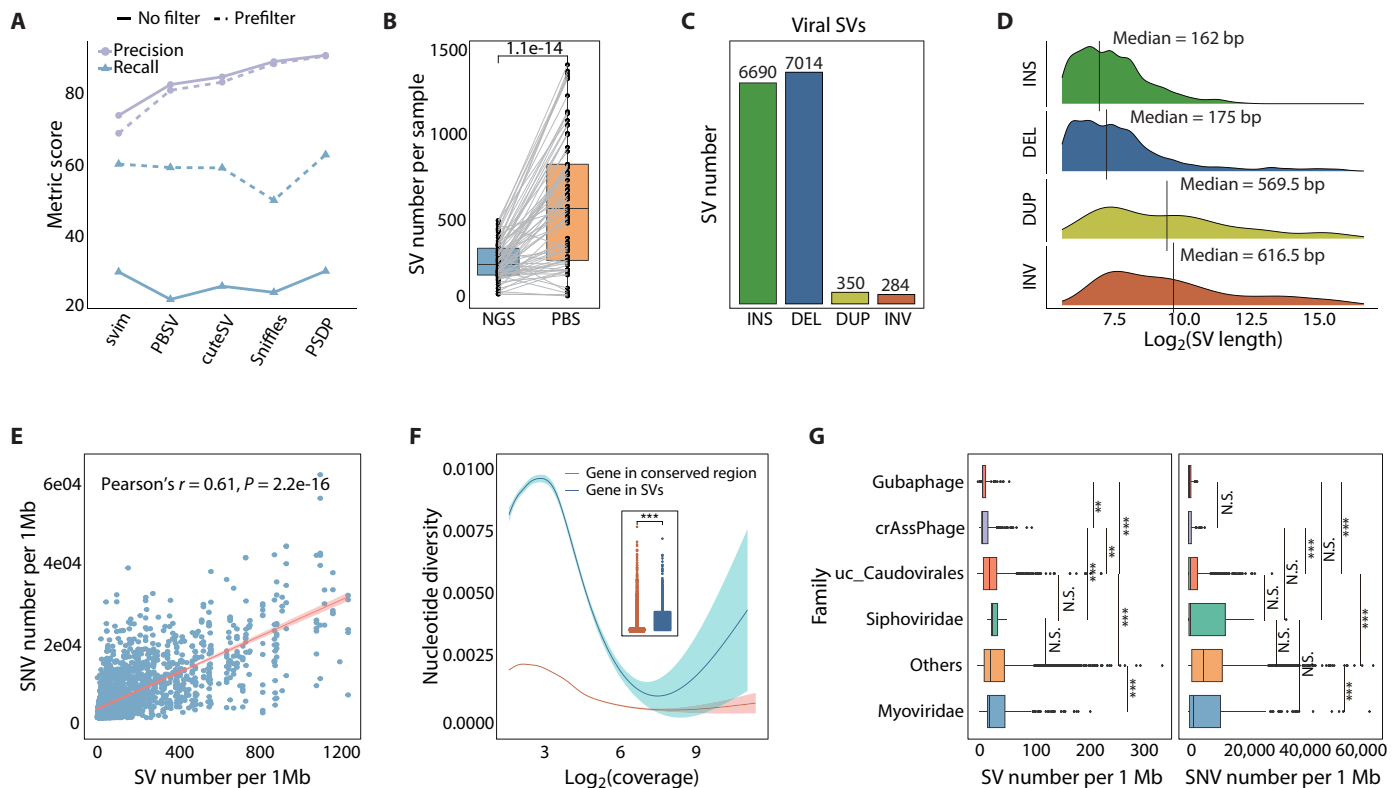 A
No filter
Prefilter
Precision
Recall
Metric score
80
60
40
20
svim
PBSV
cuteSV
Sniffles
PSDP
B
1.1e-14
SV number per sample
1500
1000
500
0
NGS
PBS
C
Viral SVs
SV number
6690
7014
350
284
INS
DEL
DUP
INV
D
INS
DEL
DUP
INV
Median = 162 bp
Median = 175 bp
Median = 569.5 bp
Median = 616.5 bp
7.5
10.0
12.5
15.0
Log2(SV length)
E
Pearson's r = 0.61, P = 2.2e-16
SNV number per 1Mb
6e04
4e04
2e04
0
0
400
800
1200
SV number per 1Mb
F
Gene in conserved region
Gene in SVs
***
Nucleotide diversity
0.0100
0.0075
0.0050
0.0025
0.0000
3
6
9
Log2(coverage)
G
Family
Gubaphage
crAssPhage
uc_Caudovirales
Siphoviridae
Others
Myoviridae
**
***
**
***
N.S.
***
N.S.
***
0
100
200
300
SV number per 1 Mb
N.S.
***
***
N.S.
N.S.
N.S.
***
N.S.
N.S.
***
0
20,000
40,000
60,000
SNV number per 1 Mb